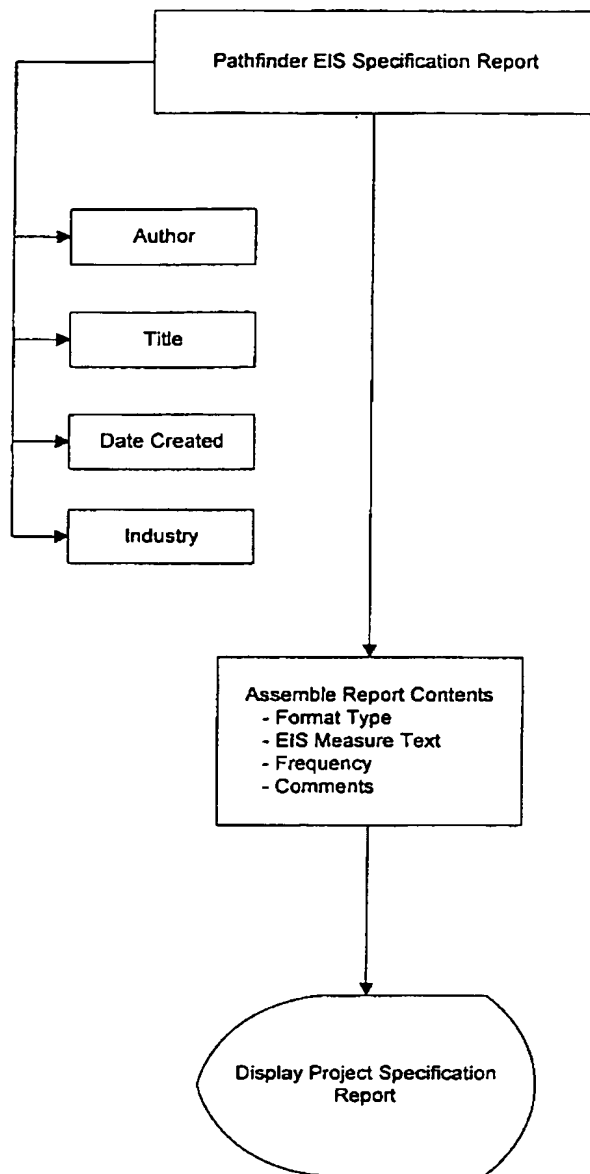 Pathfinder EIS Specification Report
Author
Title
Date Created
Industry
Assemble Report Contents
- Format Type
- EIS Measure Text
- Frequency
- Comments
Display Project Specification
Report